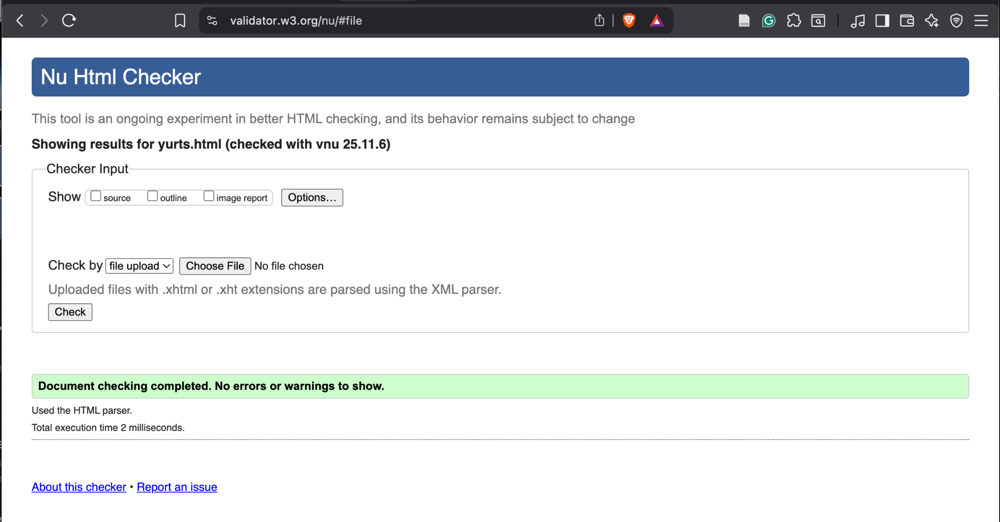 validator.w3.org/nu/#file
Nu Html Checker
This tool is an ongoing experiment in better HTML checking, and its behavior remains subject to change
Showing results for yurts.html (checked with vnu 25.11.6)
Checker Input
Show source outline image report Options...
Check by file upload Choose File No file chosen
Uploaded files with .xhtml or .xht extensions are parsed using the XML parser.
Check
Document checking completed. No errors or warnings to show.
Used the HTML parser.
Total execution time 2 milliseconds.
About this checker • Report an issue